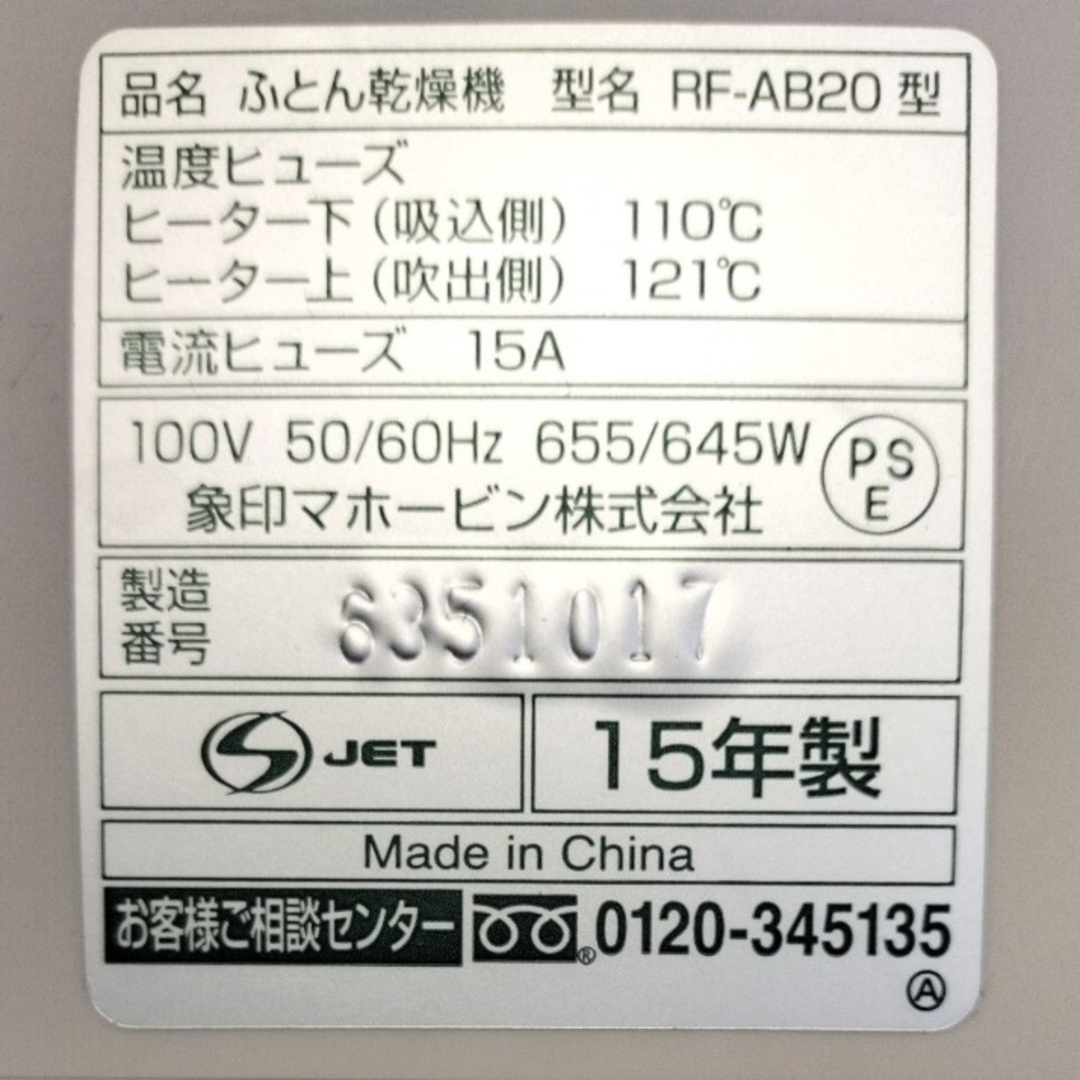 品名 ふとん乾燥機 型名 RF-AB20 型
温度ヒューズ
ヒーター下(吸込側) 110℃
ヒーター上(吹出側) 121℃
電流ヒューズ 15A
100V 50/60Hz 655/645W
PS
E
象印マホービン株式会社
製造
番号
6351017
S JET
15年製
Made in China
お客様ご相談センター ® 0120-345135
Ⓐ